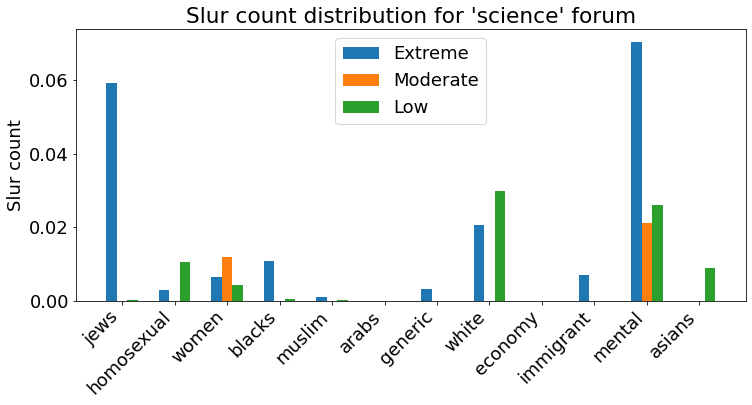 Slur count distribution for 'science' forum
Extreme
Moderate
Low
Slur count
0.06
0.04
0.02
0.00
jews
homosexual
women
blacks
muslim
arabs
generic
white
economy
immigrant
mental
asians